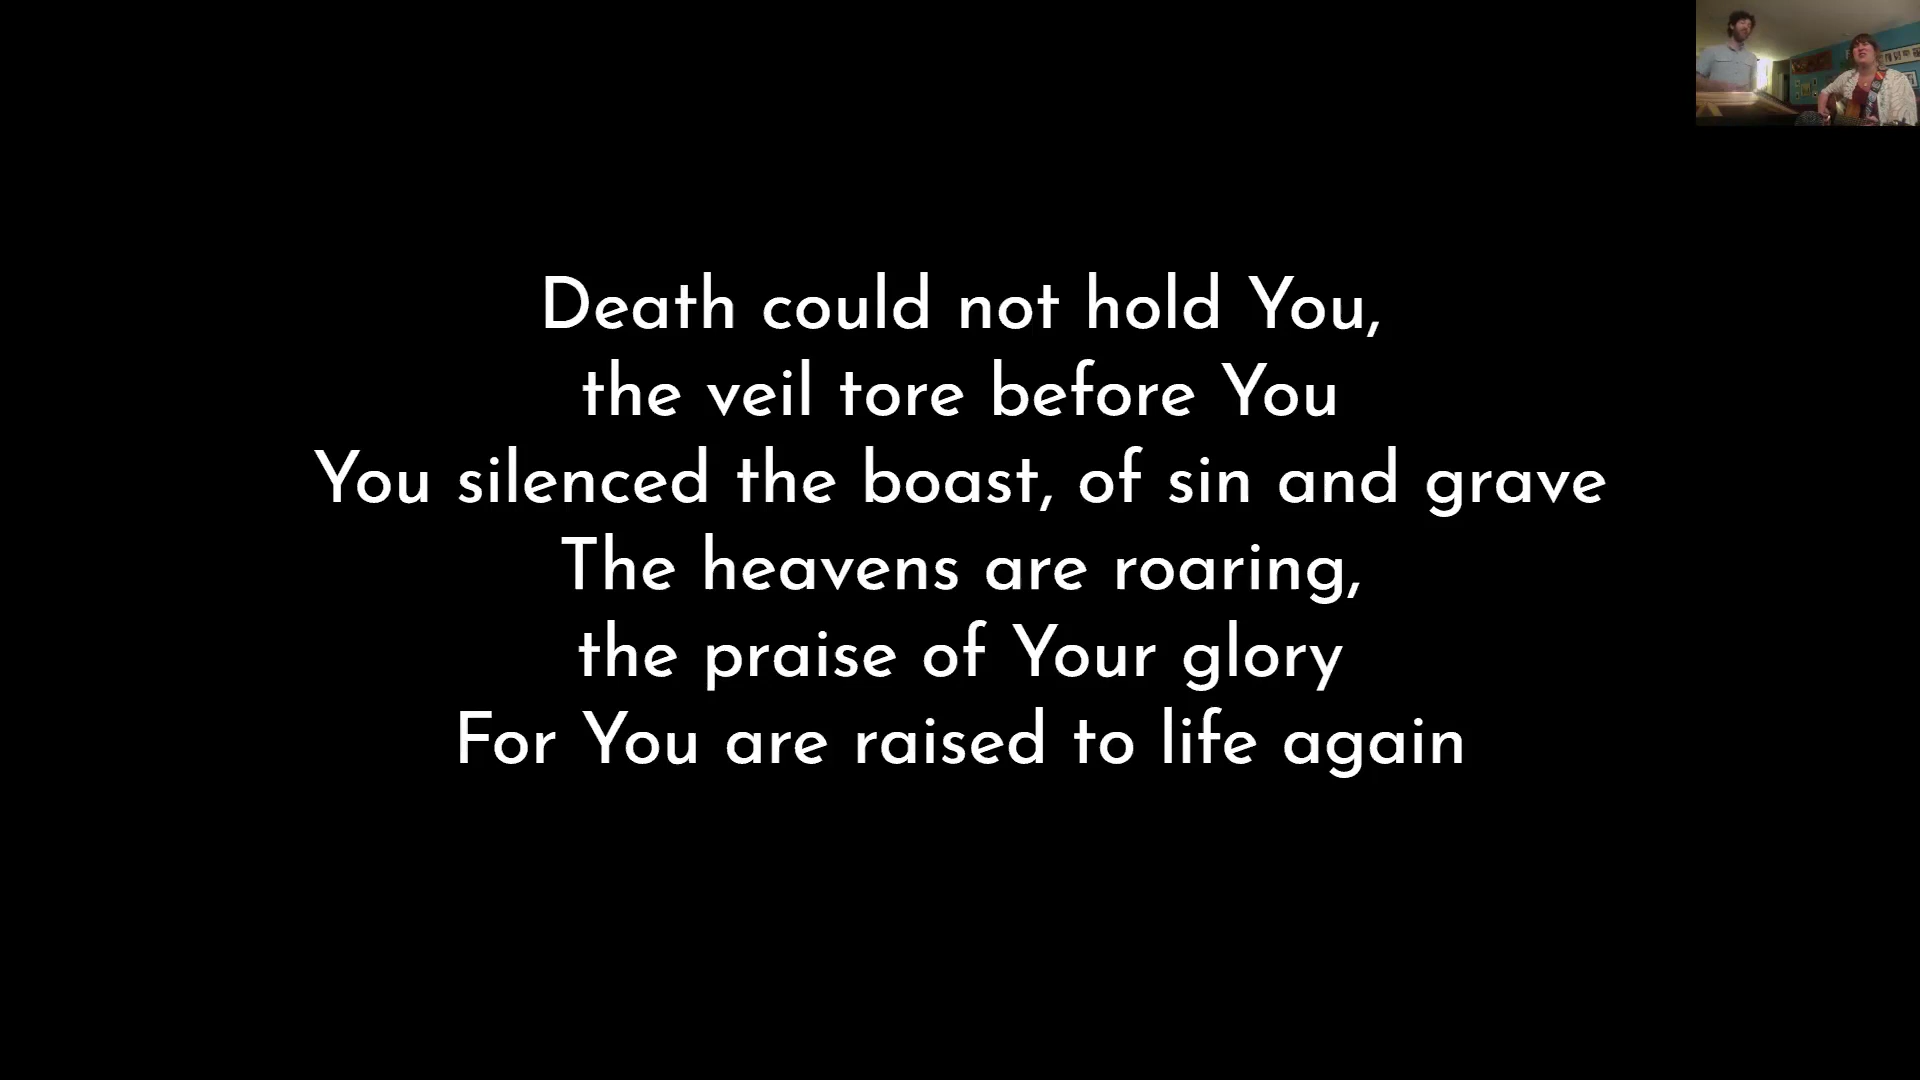 Death could not hold You,
the veil tore before You
You silenced the boast, of sin and grave
The heavens are roaring,
the praise of Your glory
For You are raised to life again